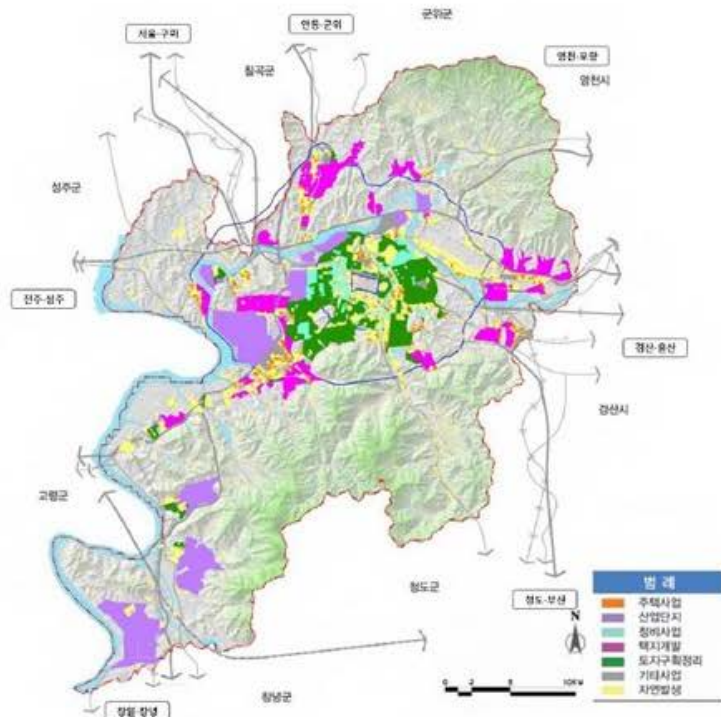 군위군
안동·군위
서울·구미
영천·포항
칠곡군
영천시
성주군
전주·성주
경산·울산
경산시
고령군
청도군
청도·부산
창녕군
창원·창녕
N
범 례
주택사업
산업단지
정비사업
택지개발
토지구획정리
기타사업
자연발생
0 2